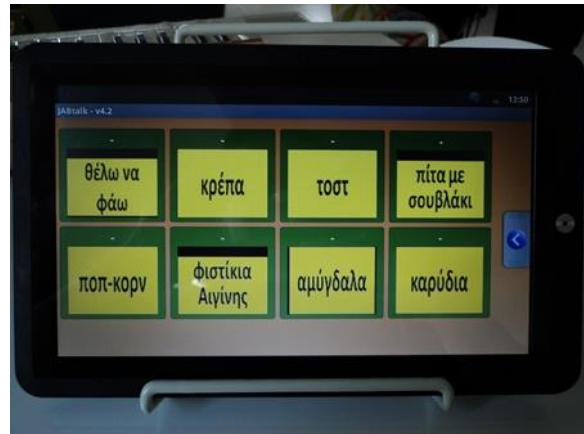 12:50
JABtalk - v4.2
θέλω να
φάω
κρέπα
τοστ
πίτα με
σουβλάκι
ποπ-κορν
φιστίκια
Αιγίνης
αμύγδαλα
καρύδια